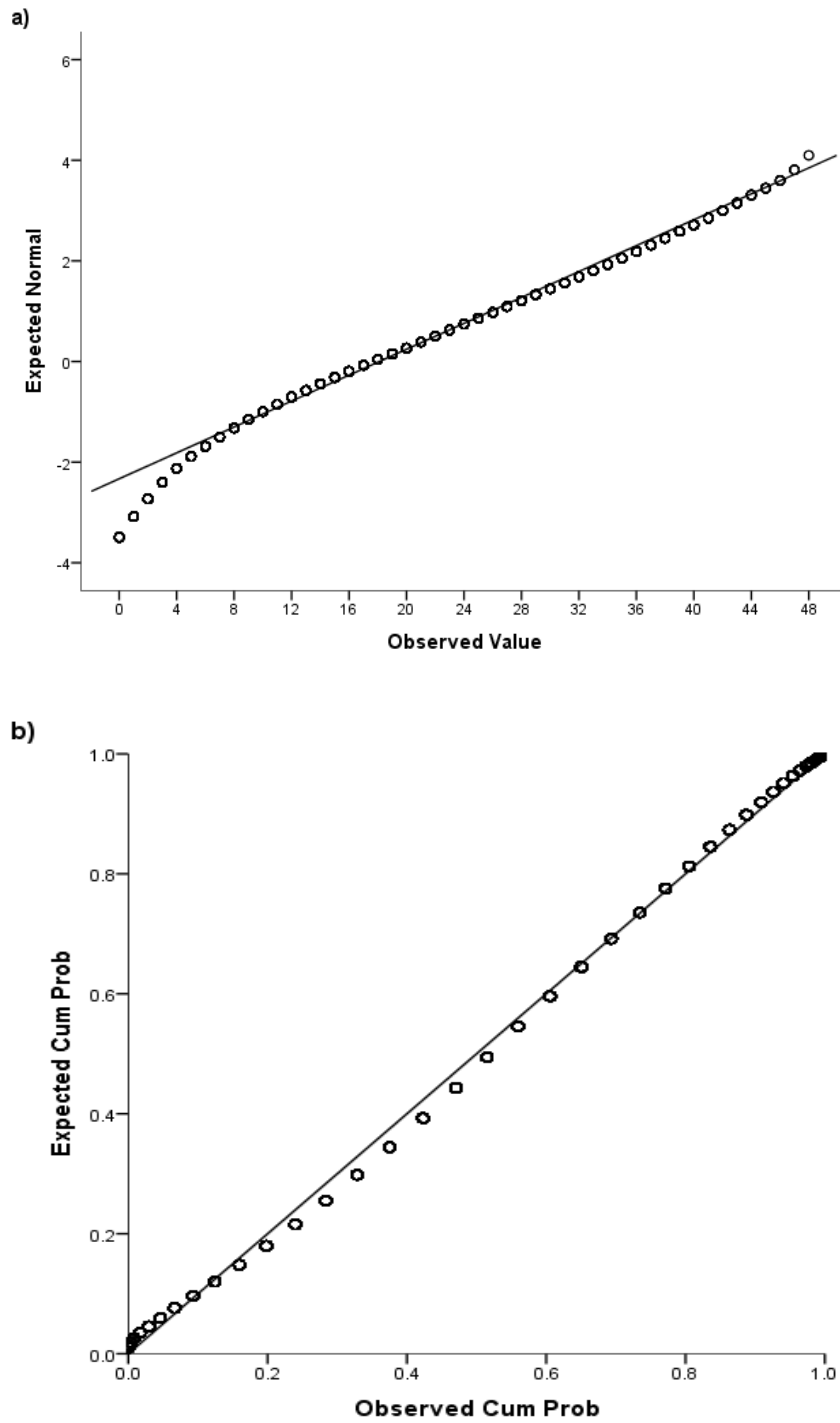 a)
6
4
2
0
-2
-4
Expected Normal
0 4 8 12 16 20 24 28 32 36 40 44 48
Observed Value
b)
1.0
0.8
0.6
0.4
0.2
0.0
Expected Cum Prob
0.0 0.2 0.4 0.6 0.8 1.0
Observed Cum Prob